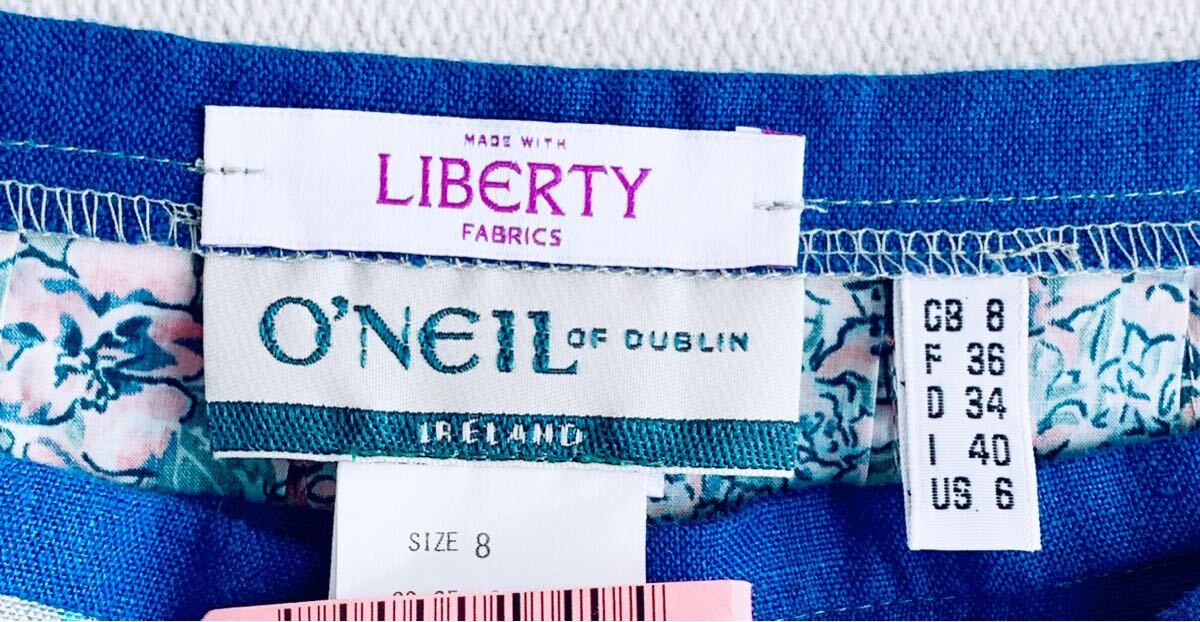 MADE WITH
LIBERTY
FABRICS
O'NEIL OF DUBLIN
IRELAND
GB 8
F 36
D 34
I 40
US 6
SIZE 8